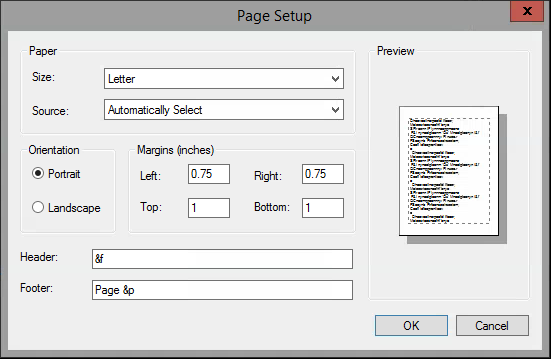 Page Setup
x
Paper
Size:
Letter
Source:
Automatically Select
Orientation
Portrait
Landscape
Margins (inches)
Left:
0.75
Right:
0.75
Top:
1
Bottom:
1
Header:
&f
Footer:
Page &p
Preview
OK
Cancel